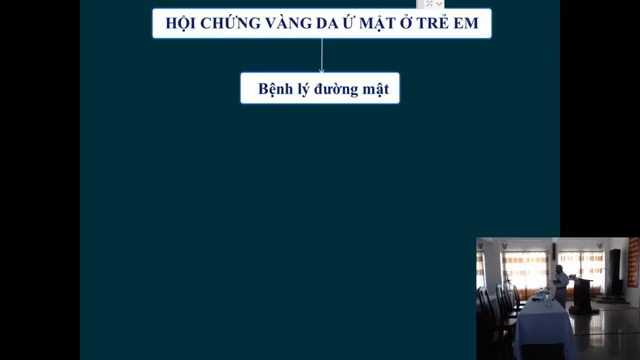 HỘI CHỨNG VÀNG DA Ứ MẬT Ở TRẺ EM
Bệnh lý đường mật